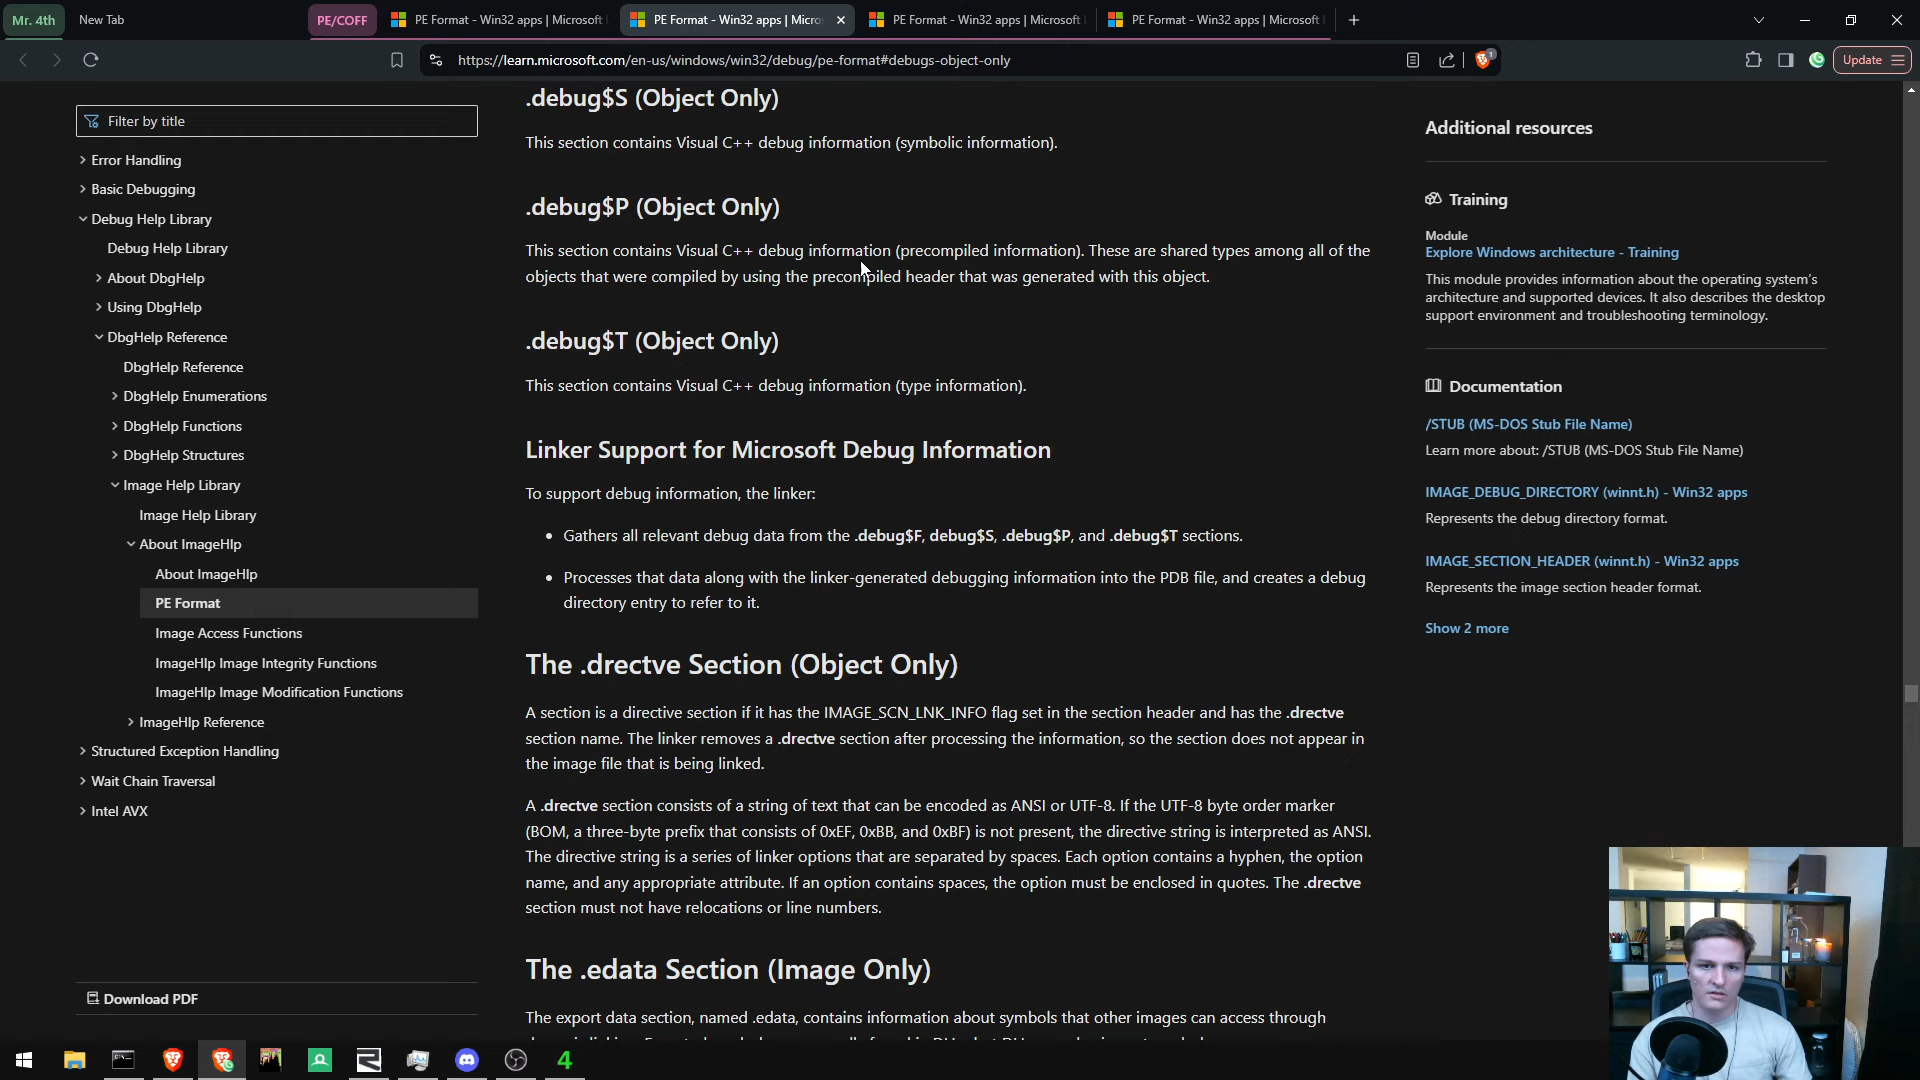 Mr. 4th
New Tab
PE/COFF
PE Format - Win32 apps | Microsoft
PE Format - Win32 apps | Micro
PE Format - Win32 apps | Microsoft
PE Format - Win32 apps | Microsoft
https://learn.microsoft.com/en-us/windows/win32/debug/pe-format#debugs-object-only
1
Update
Filter by title
Error Handling
Basic Debugging
Debug Help Library
Debug Help Library
About DbgHelp
Using DbgHelp
DbgHelp Reference
DbgHelp Reference
DbgHelp Enumerations
DbgHelp Functions
DbgHelp Structures
Image Help Library
Image Help Library
About ImageHlp
About ImageHlp
PE Format
Image Access Functions
ImageHlp Image Integrity Functions
ImageHlp Image Modification Functions
ImageHlp Reference
Structured Exception Handling
Wait Chain Traversal
Intel AVX
Download PDF
.debug$S (Object Only)
This section contains Visual C++ debug information (symbolic information).
.debug$P (Object Only)
This section contains Visual C++ debug information (precompiled information). These are shared types among all of the
objects that were compiled by using the precompiled header that was generated with this object.
.debug$T (Object Only)
This section contains Visual C++ debug information (type information).
Linker Support for Microsoft Debug Information
To support debug information, the linker:
• Gathers all relevant debug data from the .debug$F, debug$S, .debug$P, and .debug$T sections.
• Processes that data along with the linker-generated debugging information into the PDB file, and creates a debug
directory entry to refer to it.
The .drectve Section (Object Only)
A section is a directive section if it has the IMAGE_SCN_LNK_INFO flag set in the section header and has the .drectve
section name. The linker removes a .drectve section after processing the information, so the section does not appear in
the image file that is being linked.
A .drectve section consists of a string of text that can be encoded as ANSI or UTF-8. If the UTF-8 byte order marker
(BOM, a three-byte prefix that consists of 0xEF, 0xBB, and 0xBF) is not present, the directive string is interpreted as ANSI.
The directive string is a series of linker options that are separated by spaces. Each option contains a hyphen, the option
name, and any appropriate attribute. If an option contains spaces, the option must be enclosed in quotes. The .drectve
section must not have relocations or line numbers.
The .edata Section (Image Only)
The export data section, named .edata, contains information about symbols that other images can access through
Additional resources
Training
Module
Explore Windows architecture - Training
This module provides information about the operating system's
architecture and supported devices. It also describes the desktop
support environment and troubleshooting terminology.
Documentation
/STUB (MS-DOS Stub File Name)
Learn more about: /STUB (MS-DOS Stub File Name)
IMAGE_DEBUG_DIRECTORY (winnt.h) - Win32 apps
Represents the debug directory format.
IMAGE_SECTION_HEADER (winnt.h) - Win32 apps
Represents the image section header format.
Show 2 more
4